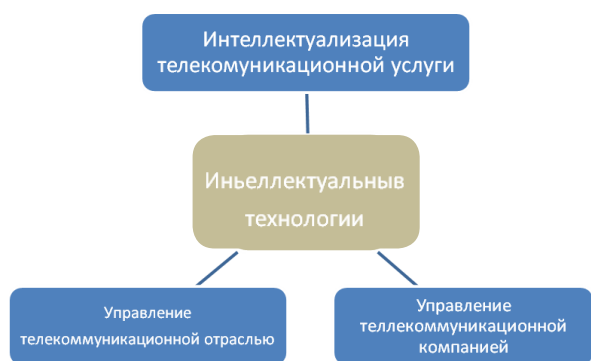 Интеллектуализация
телекомуникационной услуги
Иньеллектуальныв
технологии
Управление
телекоммуникационной отраслью
Управление
теллекоммуникационной
компанией